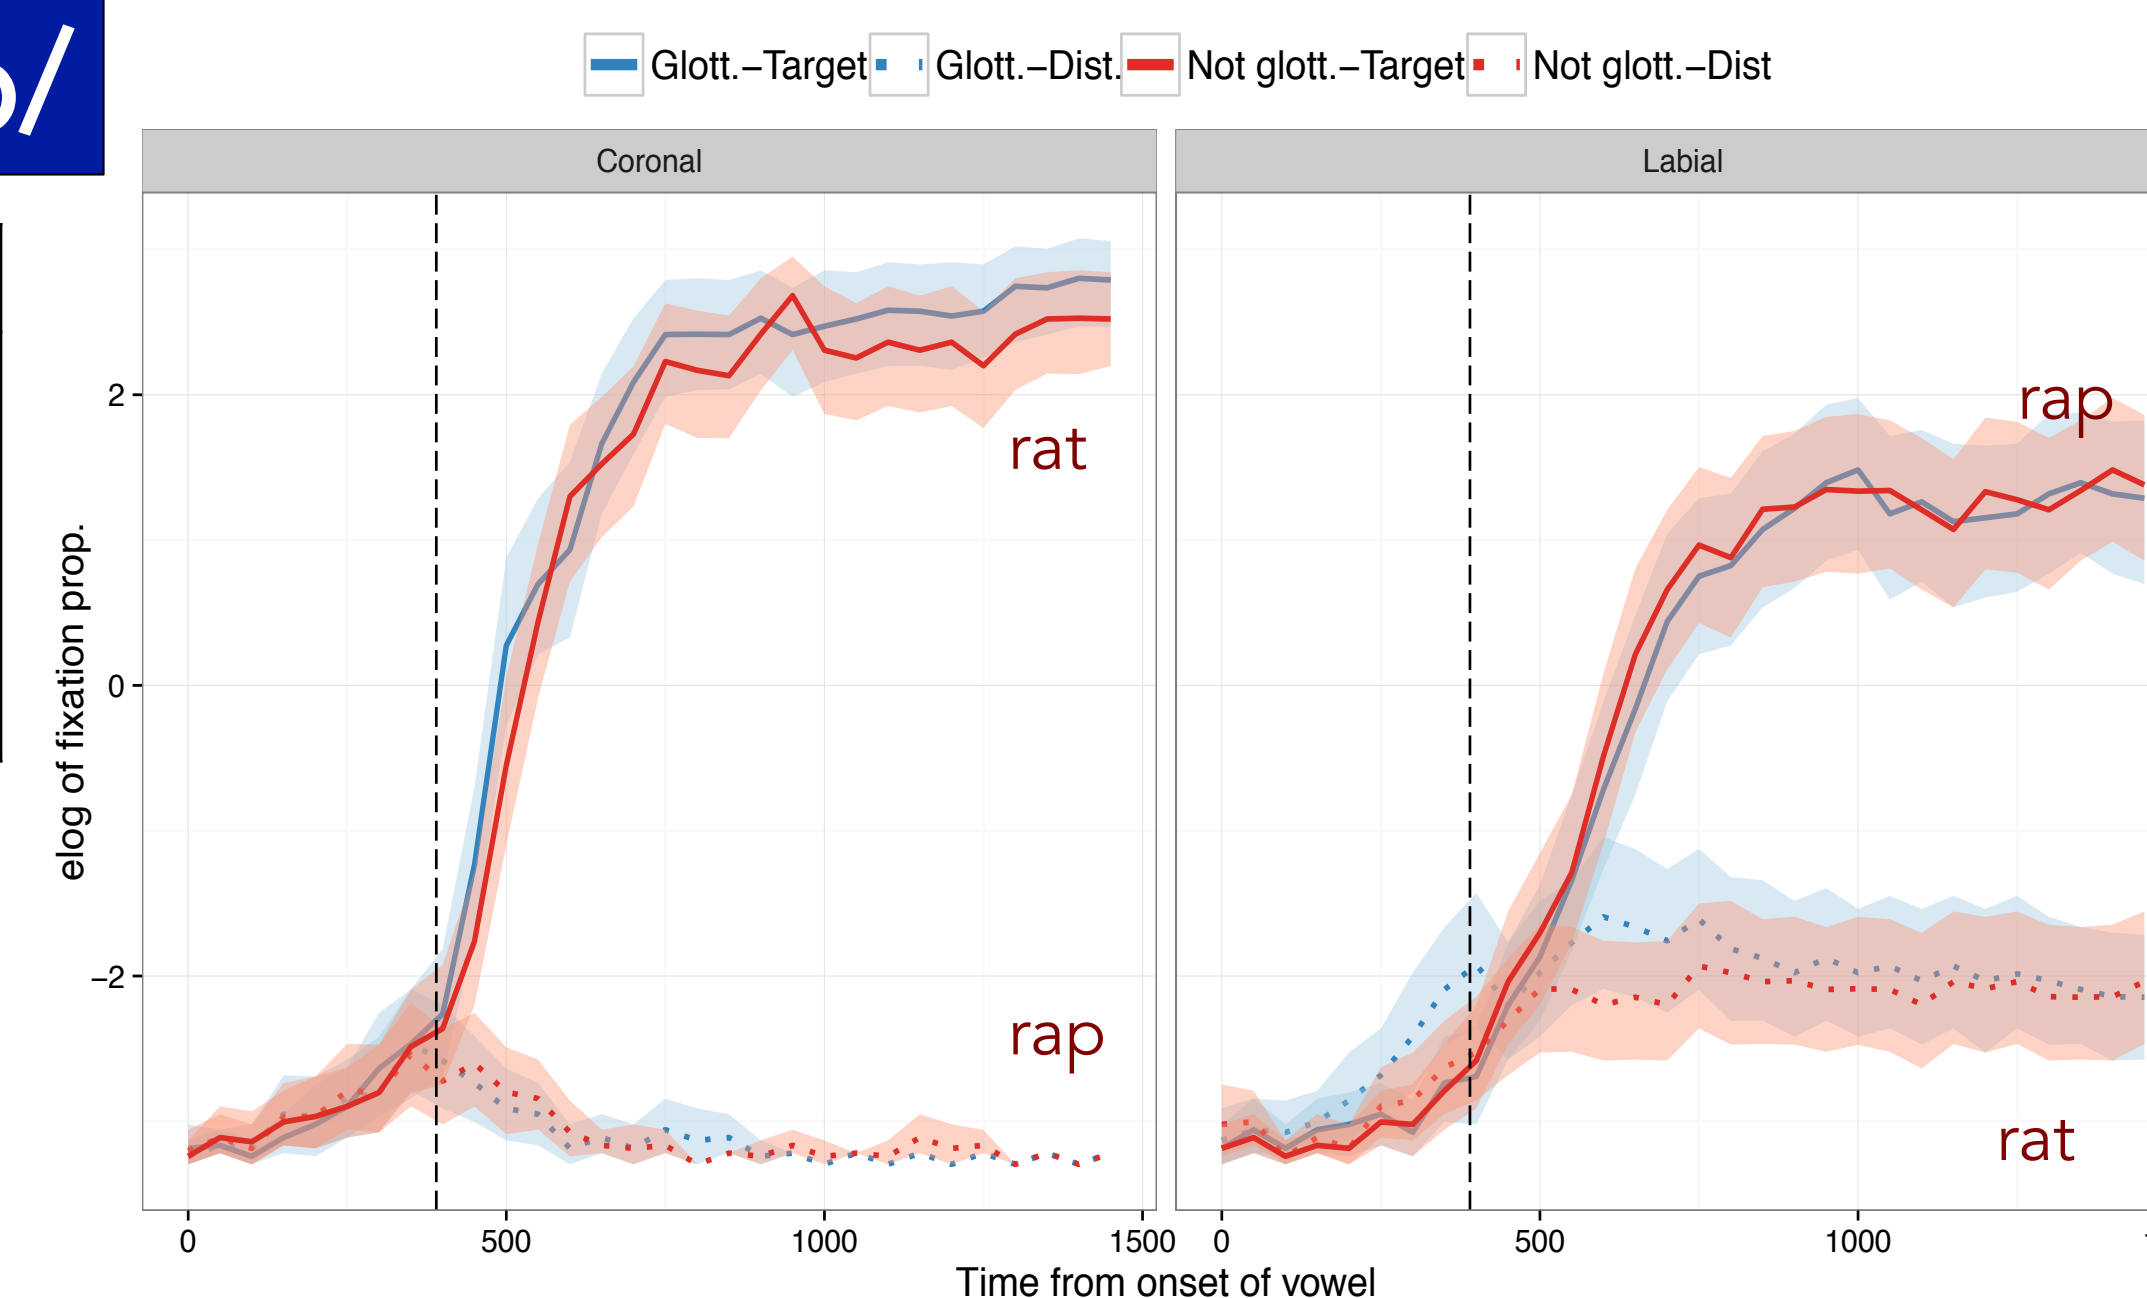 /
Glott.–Target Glott.–Dist. Not glott.–Target Not glott.–Dist
Coronal Labial
elog of fixation prop.
2
0
−2
rat
rap
rap
rat
0 500 1000 1500 0 500 1000
Time from onset of vowel